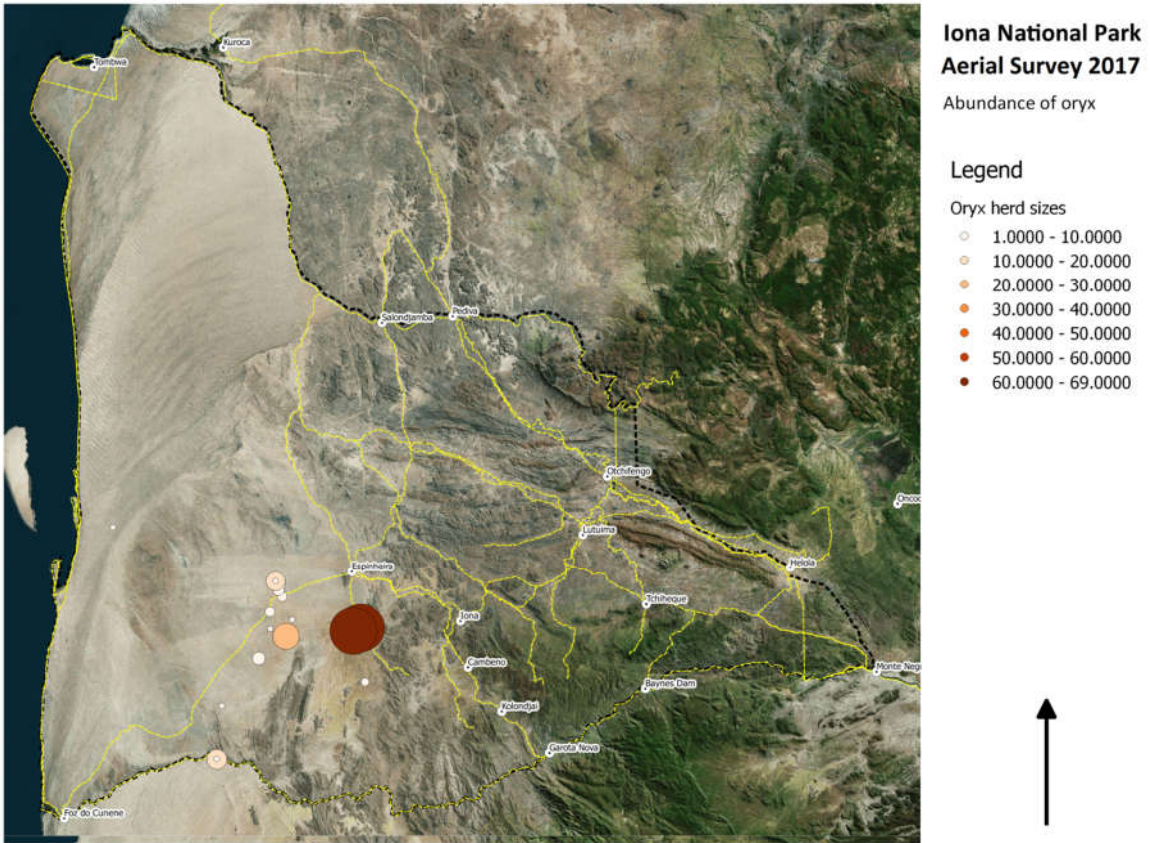 Iona National Park
Aerial Survey 2017
Abundance of oryx
Legend
Oryx herd sizes
1.0000 - 10.0000
10.0000 - 20.0000
20.0000 - 30.0000
30.0000 - 40.0000
40.0000 - 50.0000
50.0000 - 60.0000
60.0000 - 69.0000
Kuroca
Tombwa
Salondjamba
Pediva
Otchifengo
Oncoc
Lutuima
Helola
Espinheira
Tchiheque
Iona
Cambeno
Monte Negr
Baynes Dam
Kolondjai
Garota Nova
Foz do Cunene